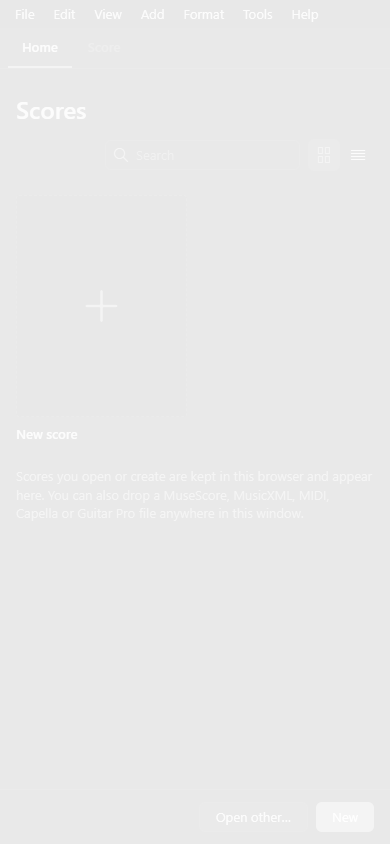 File Edit View Add Format Tools Help
Home Score
Scores
Search
New score
Scores you open or create are kept in this browser and appear
here. You can also drop a MuseScore, MusicXML, MIDI,
Capella or Guitar Pro file anywhere in this window.
Open other... New